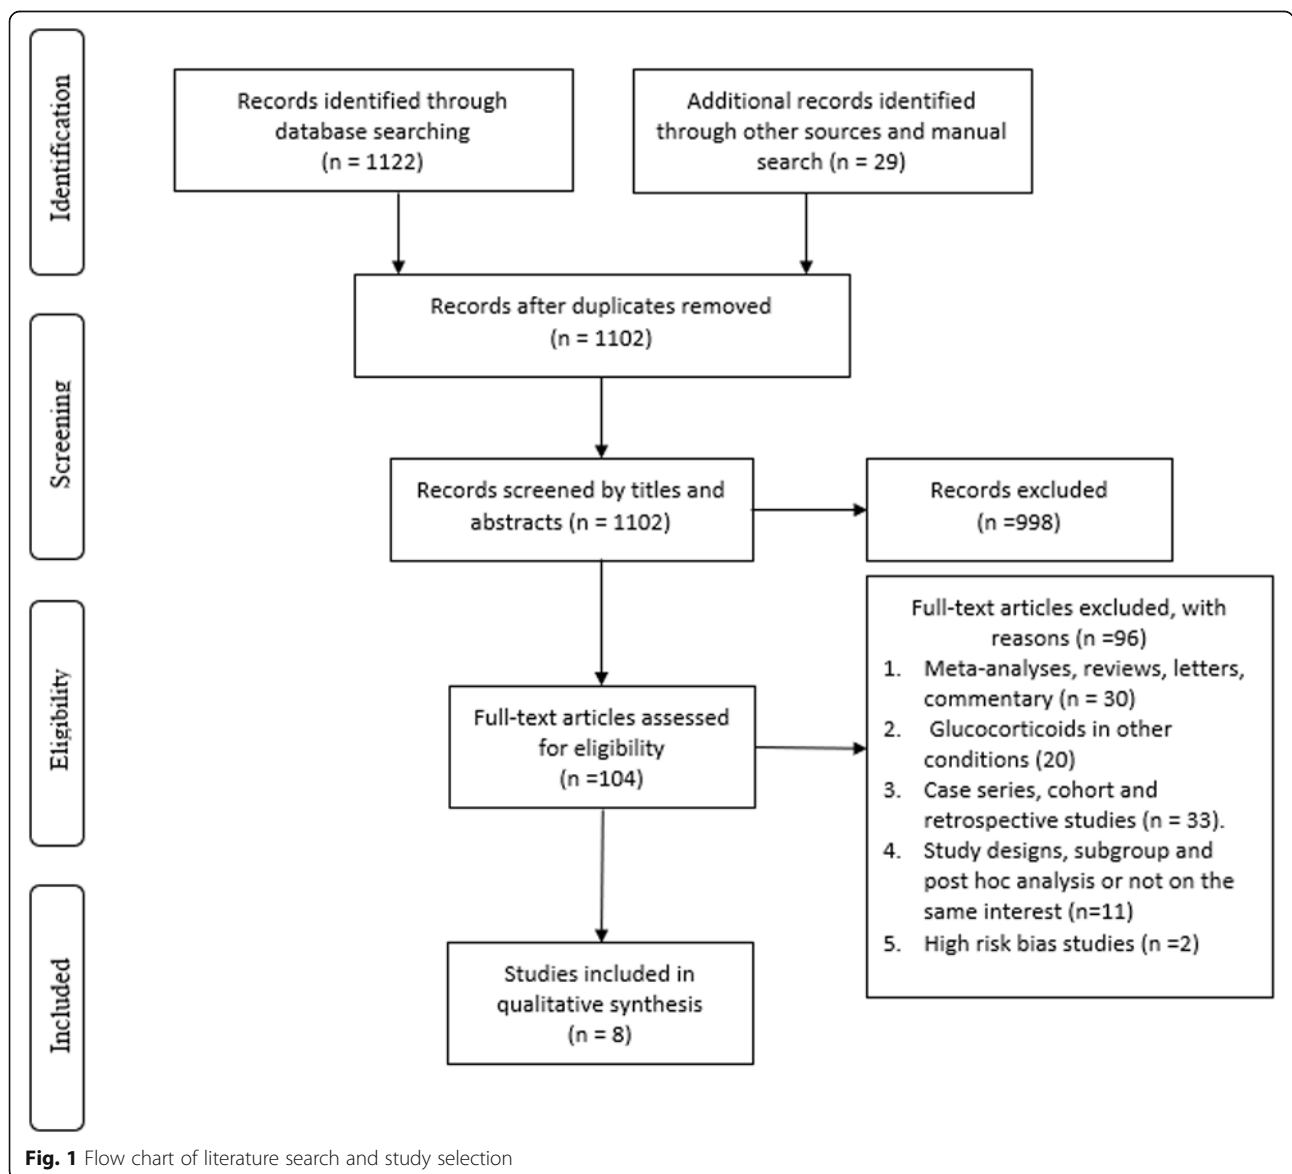 Identification
Records identified through
database searching
(n = 1122)
Additional records identified
through other sources and manual
search (n = 29)
Records after duplicates removed
(n = 1102)
Screening
Records screened by titles and
abstracts (n = 1102)
Records excluded
(n =998)
Eligibility
Full-text articles assessed
for eligibility
(n =104)
Full-text articles excluded, with
reasons (n =96)
1. Meta-analyses, reviews, letters,
commentary (n = 30)
2. Glucocorticoids in other
conditions (20)
3. Case series, cohort and
retrospective studies (n = 33).
4. Study designs, subgroup and
post hoc analysis or not on the
same interest (n=11)
5. High risk bias studies (n =2)
Included
Studies included in
qualitative synthesis
(n = 8)
Fig. 1 Flow chart of literature search and study selection